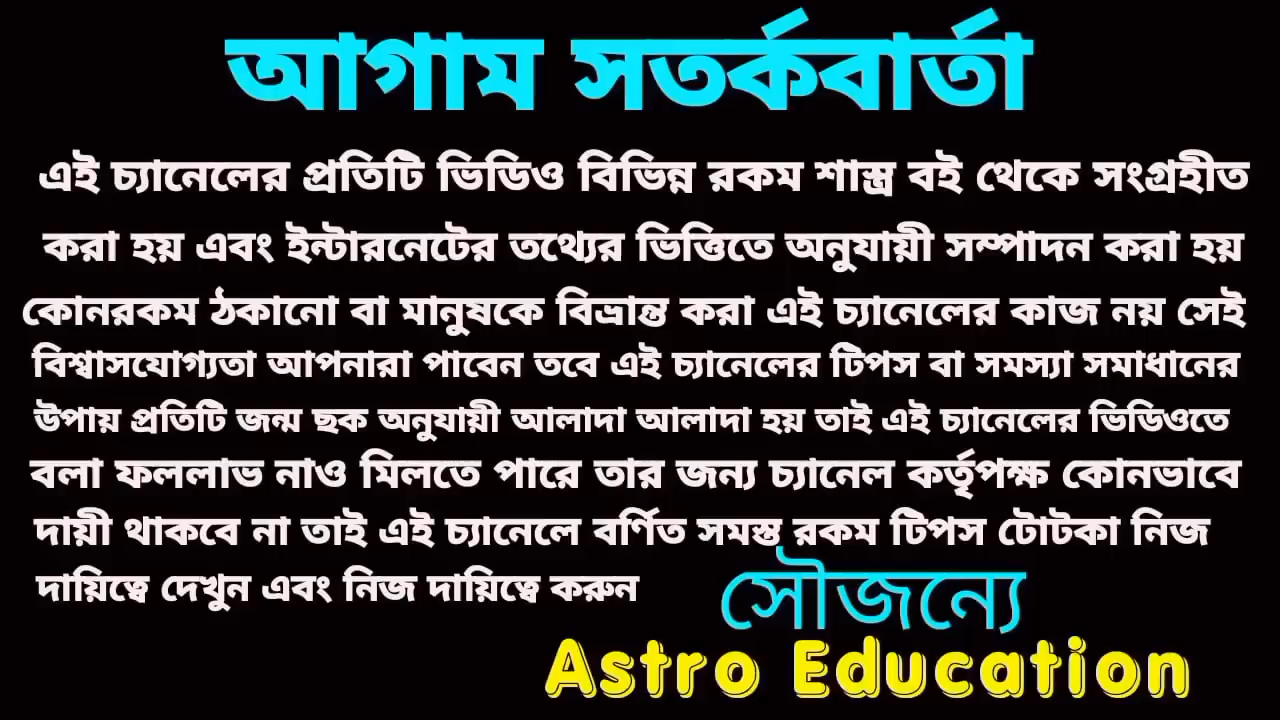 আগাম সতর্কবার্তা
এই চ্যানেলের প্রতিটি ভিডিও বিভিন্ন রকম শাস্ত্র বই থেকে সংগ্রহীত
করা হয় এবং ইন্টারনেটের তথ্যের ভিত্তিতে অনুযায়ী সম্পাদন করা হয়
কোনরকম ঠকানো বা মানুষকে বিভ্রান্ত করা এই চ্যানেলের কাজ নয় সেই
বিশ্বাসযোগ্যতা আপনারা পাবেন তবে এই চ্যানেলের টিপস বা সমস্যা সমাধানের
উপায় প্রতিটি জন্ম ছক অনুযায়ী আলাদা আলাদা হয় তাই এই চ্যানেলের ভিডিওতে
বলা ফললাভ নাও মিলতে পারে তার জন্য চ্যানেল কর্তৃপক্ষ কোনভাবে
দায়ী থাকবে না তাই এই চ্যানেলে বর্ণিত সমস্ত রকম টিপস টোটকা নিজ
দায়িত্বে দেখুন এবং নিজ দায়িত্বে করুন
সৌজন্যে
Astro Education